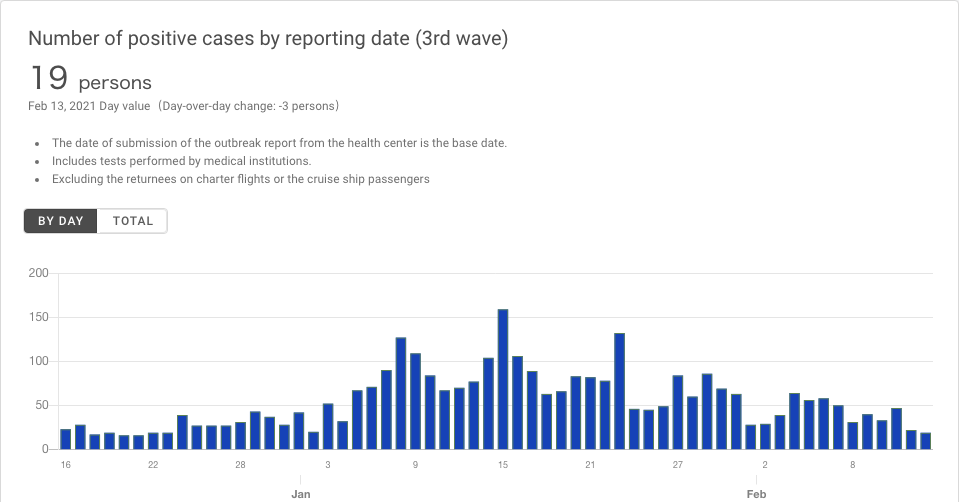 Number of positive cases by reporting date (3rd wave)
19 persons
Feb 13, 2021 Day value（Day-over-day change: -3 persons）
The date of submission of the outbreak report from the health center is the base date.
Includes tests performed by medical institutions.
Excluding the returnees on charter flights or the cruise ship passengers
BY DAY TOTAL
200
150
100
50
0
16 22 28 3 9 15 21 27 2 8
Jan Feb